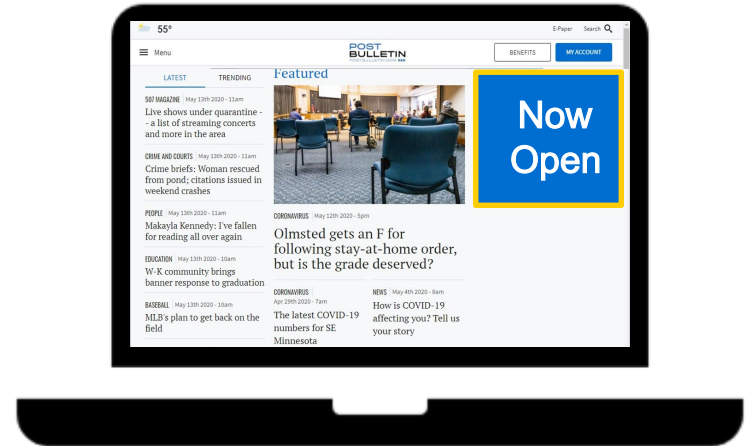 55°
E-Paper Search
Menu
POST
BULLETIN
POSTBULLETIN.COM
BENEFITS
MY ACCOUNT
LATEST TRENDING
507 MAGAZINE | May 13th 2020 - 11am
Live shows under quarantine -
- a list of streaming concerts
and more in the area
CRIME AND COURTS | May 13th 2020 - 11am
Crime briefs: Woman rescued
from pond; citations issued in
weekend crashes
PEOPLE | May 13th 2020 - 11am
Makayla Kennedy: I've fallen
for reading all over again
EDUCATION | May 13th 2020 - 10am
W-K community brings
banner response to graduation
BASEBALL | May 13th 2020 - 10am
MLB's plan to get back on the
field
Featured
CORONAVIRUS | May 12th 2020 - 5pm
Olmsted gets an F for
following stay-at-home order,
but is the grade deserved?
CORONAVIRUS |
Apr 29th 2020 - 7am
The latest COVID-19
numbers for SE
Minnesota
NEWS | May 4th 2020 - 9am
How is COVID-19
affecting you? Tell us
your story
Now
Open